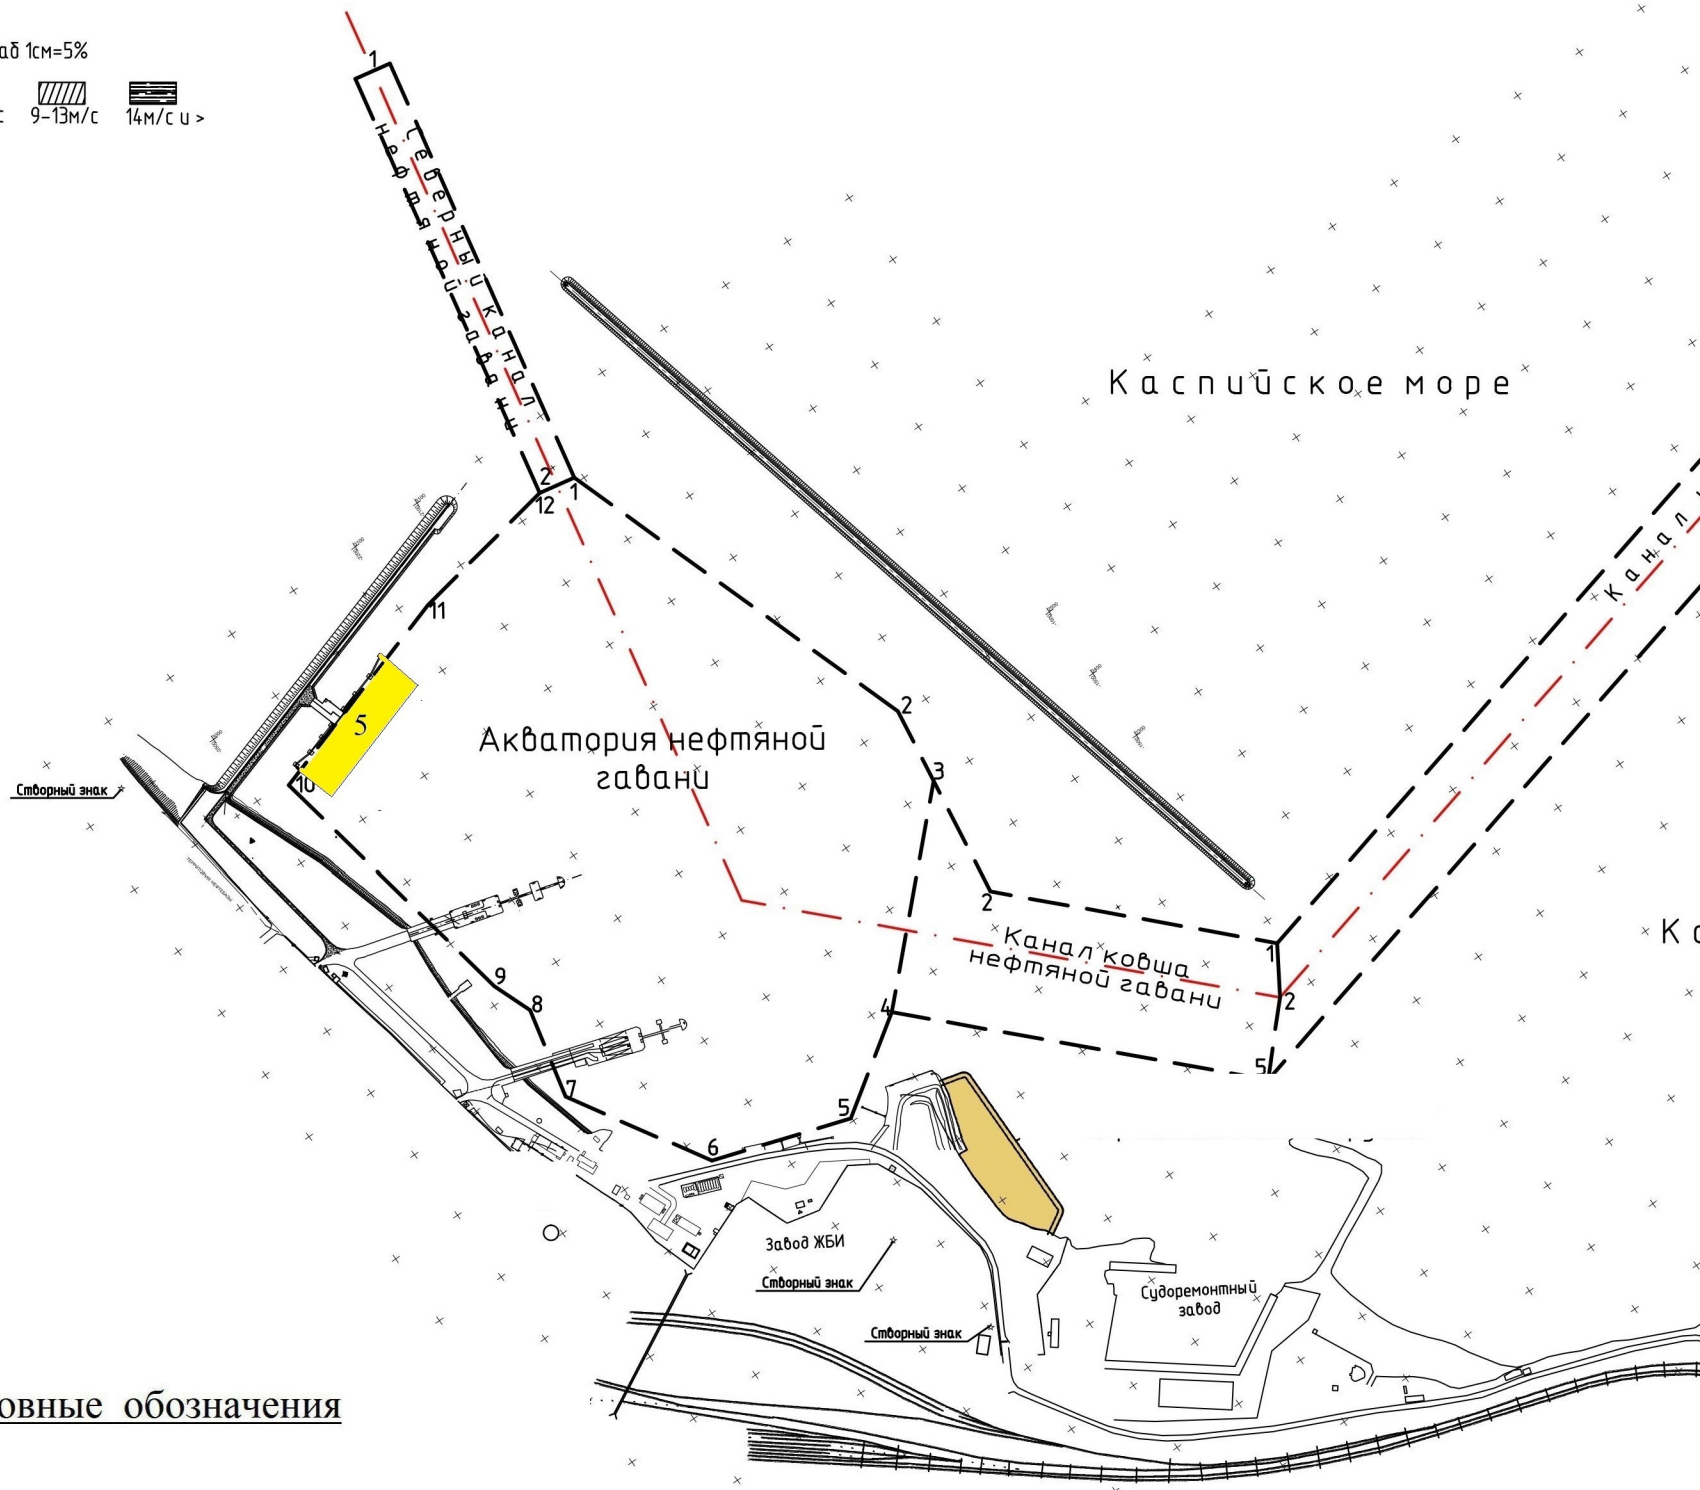 аб 1см=5%
с 9-13м/с 14м/с и >
1
Северный канал
нефтяной гавани
Каспийское море
2
12 1
Канал
11
2
5
Акватория нефтяной
гавани
3
10
Створный знак
2
Канал ковша
нефтяной гавани
1
Ка
9
8
4
2
5
7
5
6
Завод ЖБИ
Створный знак
Судоремонтный
завод
Створный знак
овные обозначения